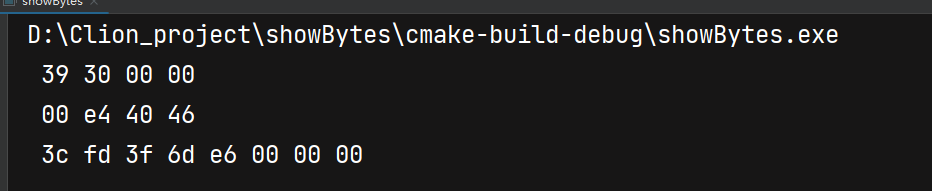 showBytes
D:\Clion_project\showBytes\cmake-build-debug\showBytes.exe
39 30 00 00
00 e4 40 46
3c fd 3f 6d e6 00 00 00